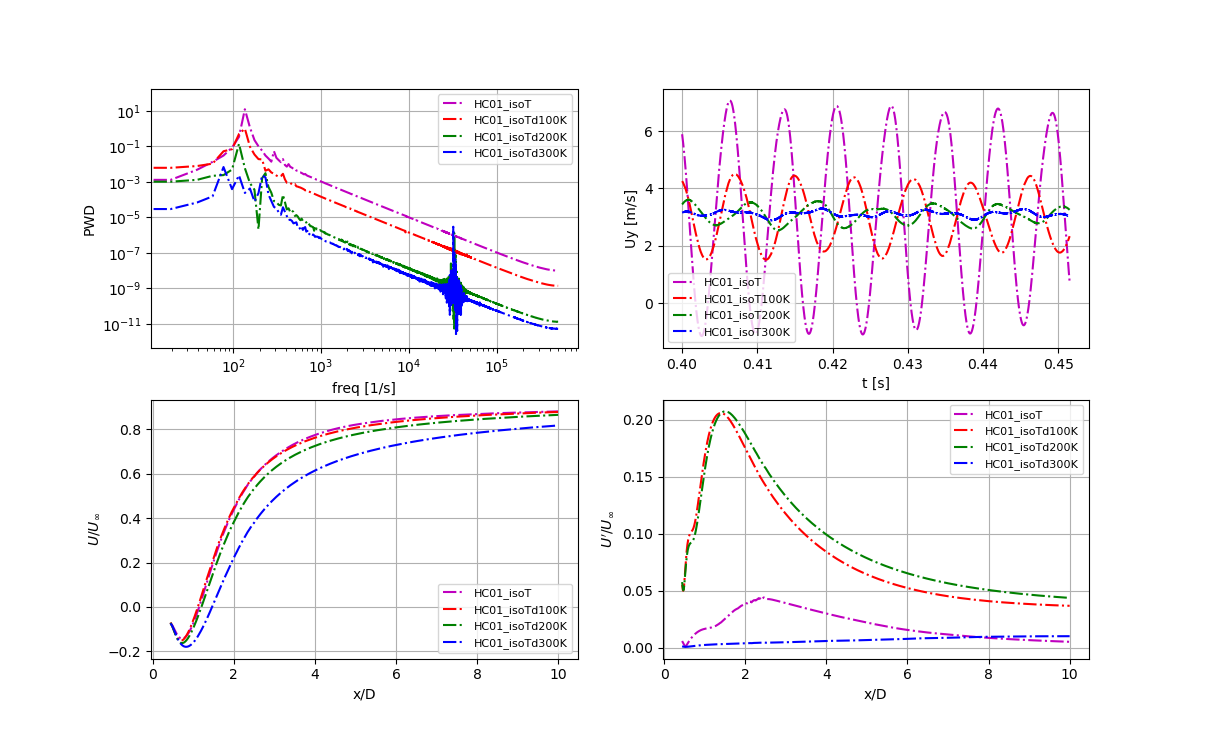 PWD
10^1
10^-1
10^-3
10^-5
10^-7
10^-9
10^-11
10^2
10^3
10^4
10^5
freq [1/s]
HC01_isoT
HC01_isoTd100K
HC01_isoTd200K
HC01_isoTd300K
Uy [m/s]
6
4
2
0
0.40
0.41
0.42
0.43
0.44
0.45
t [s]
HC01_isoT
HC01_isoT100K
HC01_isoT200K
HC01_isoT300K
U/U∞
0.8
0.6
0.4
0.2
0.0
−0.2
0
2
4
6
8
10
x/D
HC01_isoT
HC01_isoTd100K
HC01_isoTd200K
HC01_isoTd300K
U'/U∞
0.20
0.15
0.10
0.05
0.00
0
2
4
6
8
10
x/D
HC01_isoT
HC01_isoTd100K
HC01_isoTd200K
HC01_isoTd300K